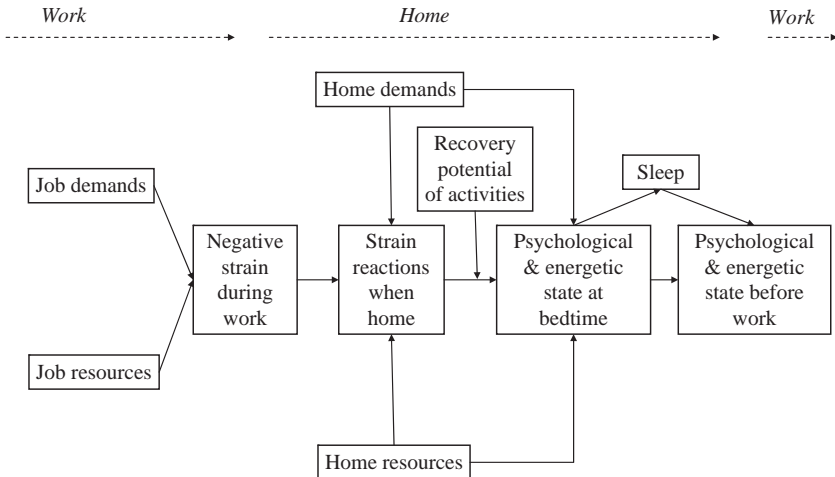 Work
Home
Work
Home demands
Recovery
potential
of activities
Sleep
Job demands
Negative
strain
during
work
Strain
reactions
when
home
Psychological
& energetic
state at
bedtime
Psychological
& energetic
state before
work
Job resources
Home resources